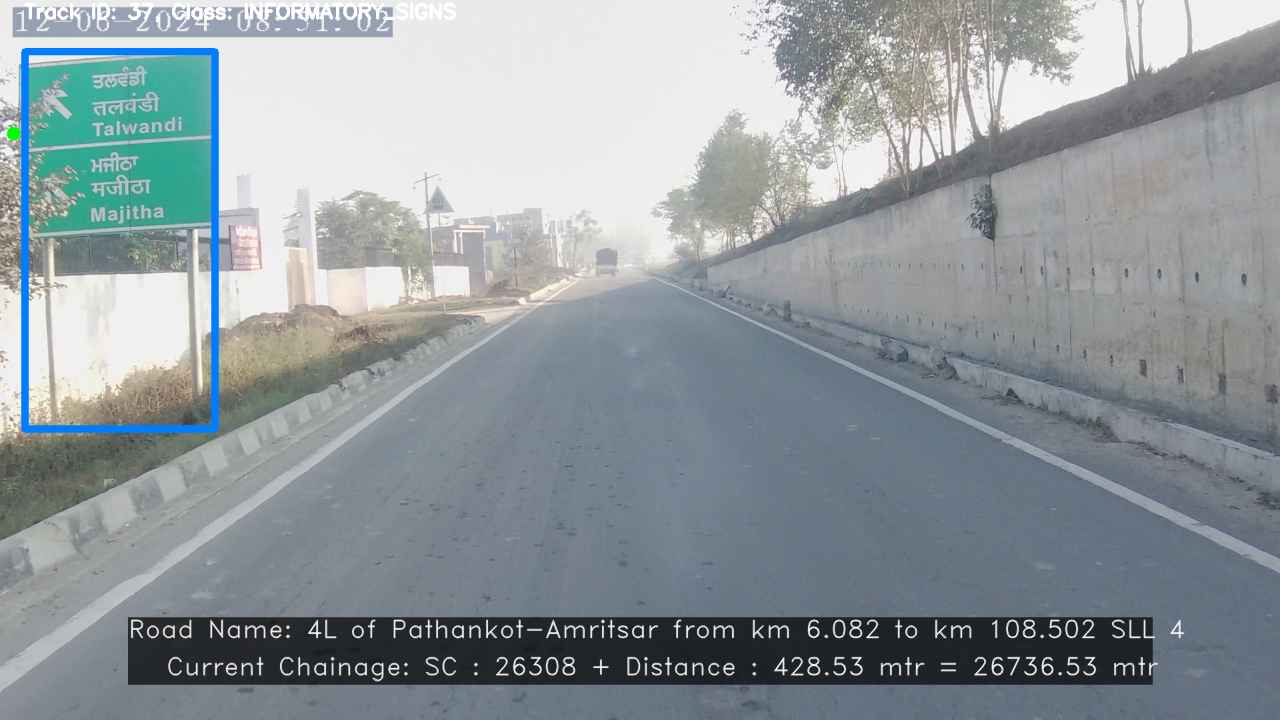 Track ID: 37, Class: INFORMATORY_SIGNS
12-06-2024 08:51:02
ਤਲਵੰਡੀ
तलवंडी
Talwandi
ਮਜੀਠਾ
मजीठा
Majitha
Road Name: 4L of Pathankot-Amritsar from km 6.082 to km 108.502 SLL 4
Current Chainage: SC : 26308 + Distance : 428.53 mtr = 26736.53 mtr